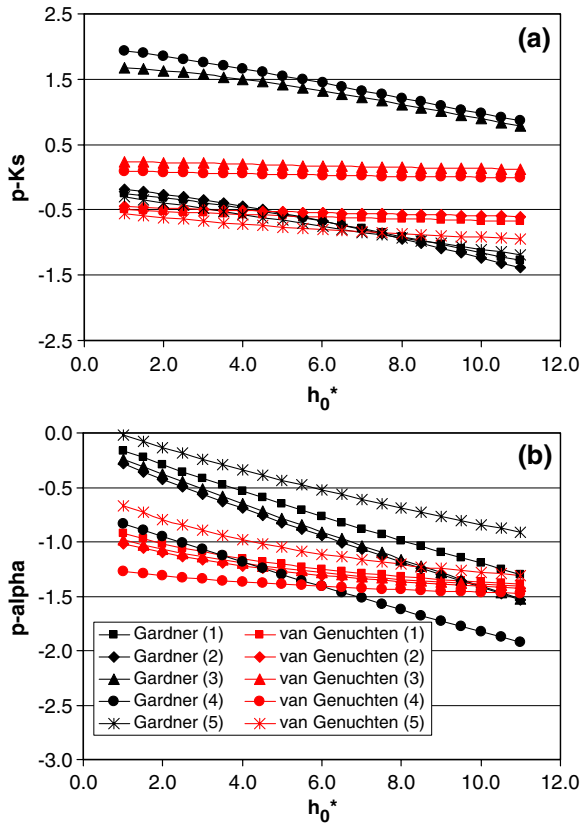 2.5
(a)
1.5
0.5
-0.5
-1.5
-2.5
p-Ks
0.0 2.0 4.0 6.0 8.0 10.0 12.0
h0*
0.0
(b)
-0.5
-1.0
-1.5
-2.0
-2.5
-3.0
p-alpha
Gardner (1) van Genuchten (1)
Gardner (2) van Genuchten (2)
Gardner (3) van Genuchten (3)
Gardner (4) van Genuchten (4)
Gardner (5) van Genuchten (5)
0.0 2.0 4.0 6.0 8.0 10.0 12.0
h0*